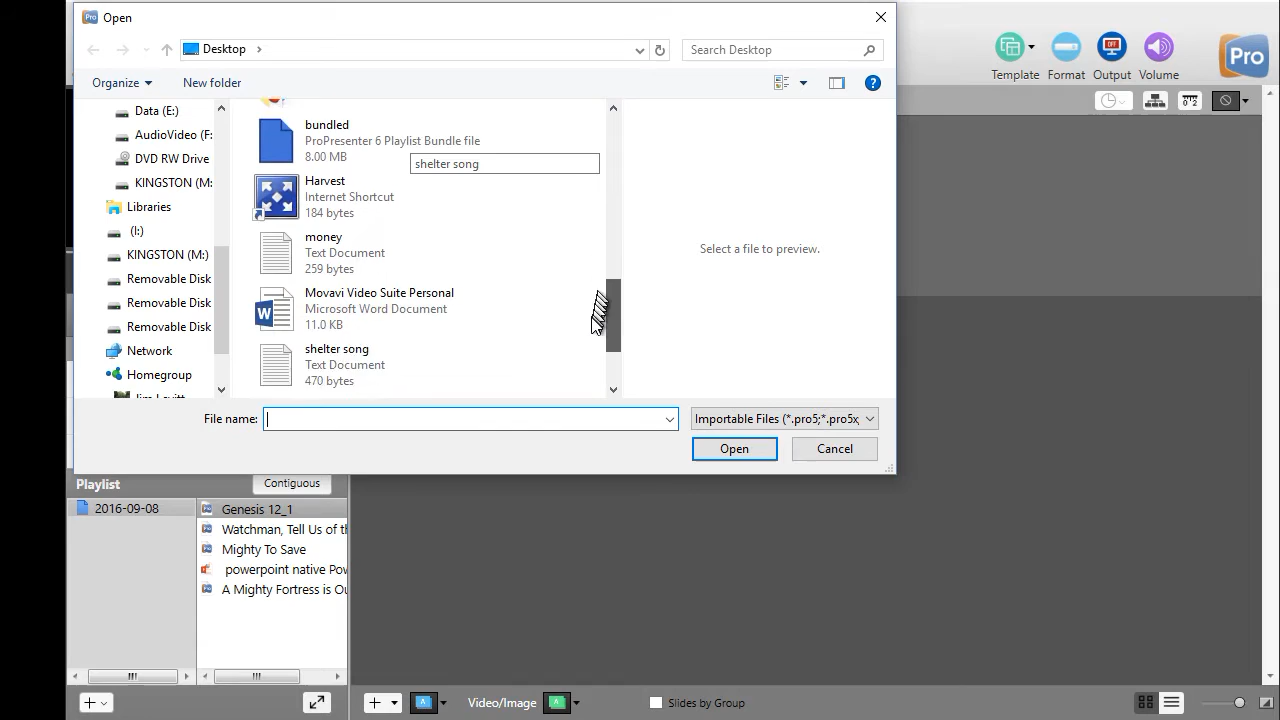 Open
Desktop
Search Desktop
Organize
New folder
Template
Format
Output
OFF
Volume
Pro
Data (E:)
AudioVideo (F:
DVD RW Drive
KINGSTON (M:
Libraries
(I:)
KINGSTON (M:)
Removable Disk
Removable Disk
Removable Disk
Network
Homegroup
Jim Lavitt
bundled
ProPresenter 6 Playlist Bundle file
8.00 MB
shelter song
Harvest
Internet Shortcut
184 bytes
money
Text Document
259 bytes
Movavi Video Suite Personal
Microsoft Word Document
11.0 KB
shelter song
Text Document
470 bytes
Select a file to preview.
File name:
Importable Files (*.pro5;*.pro5x
Open
Cancel
Playlist
Contiguous
2016-09-08
Genesis 12_1
Watchman, Tell Us of th
Mighty To Save
powerpoint native Pow
A Mighty Fortress is Ou
Video/Image
Slides by Group